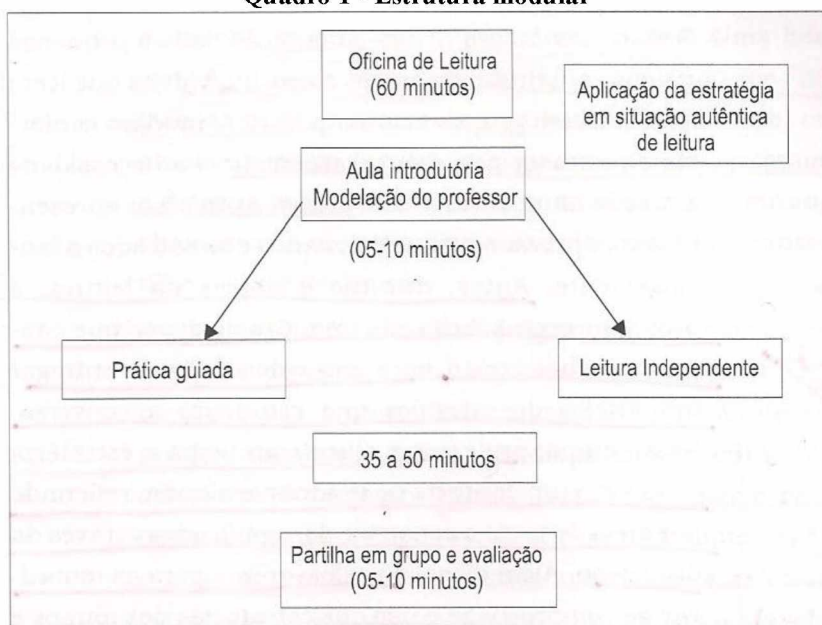 Quadro 1 - Estrutura modular
Oficina de Leitura
(60 minutos)
Aplicação da estratégia
em situação autêntica
de leitura
Aula introdutória
Modelação do professor
(05-10 minutos)
Prática guiada
Leitura Independente
35 a 50 minutos
Partilha em grupo e avaliação
(05-10 minutos)